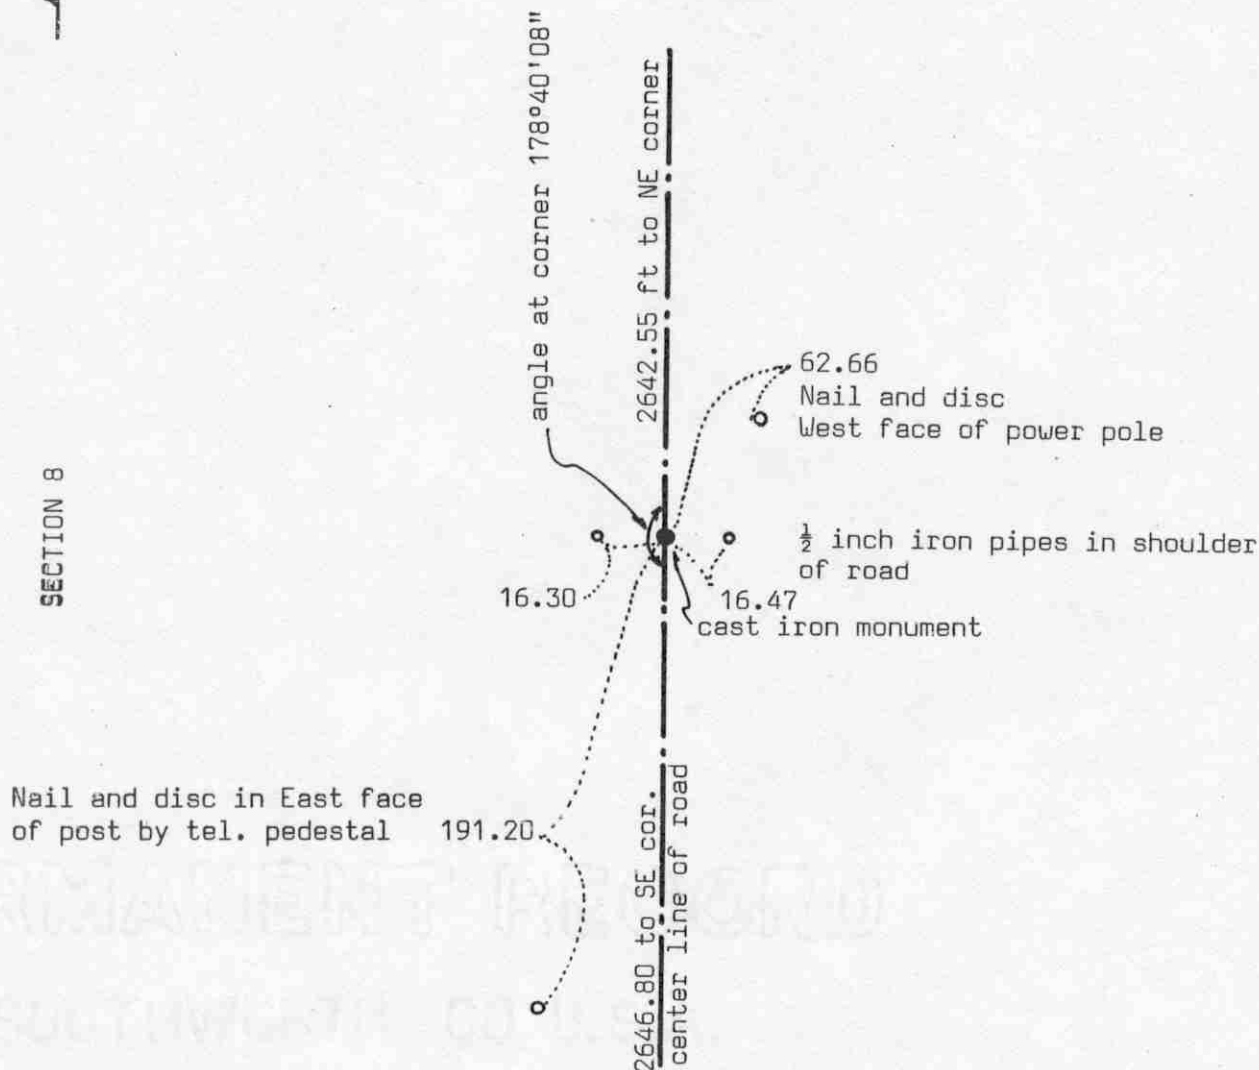 angle at corner 178°40'08"
2642.55 ft to NE corner
62.66
Nail and disc
West face of power pole
SECTION 8
½ inch iron pipes in shoulder
of road
16.30
16.47
cast iron monument
Nail and disc in East face
of post by tel. pedestal
191.20
2646.80 to SE cor.
center line of road